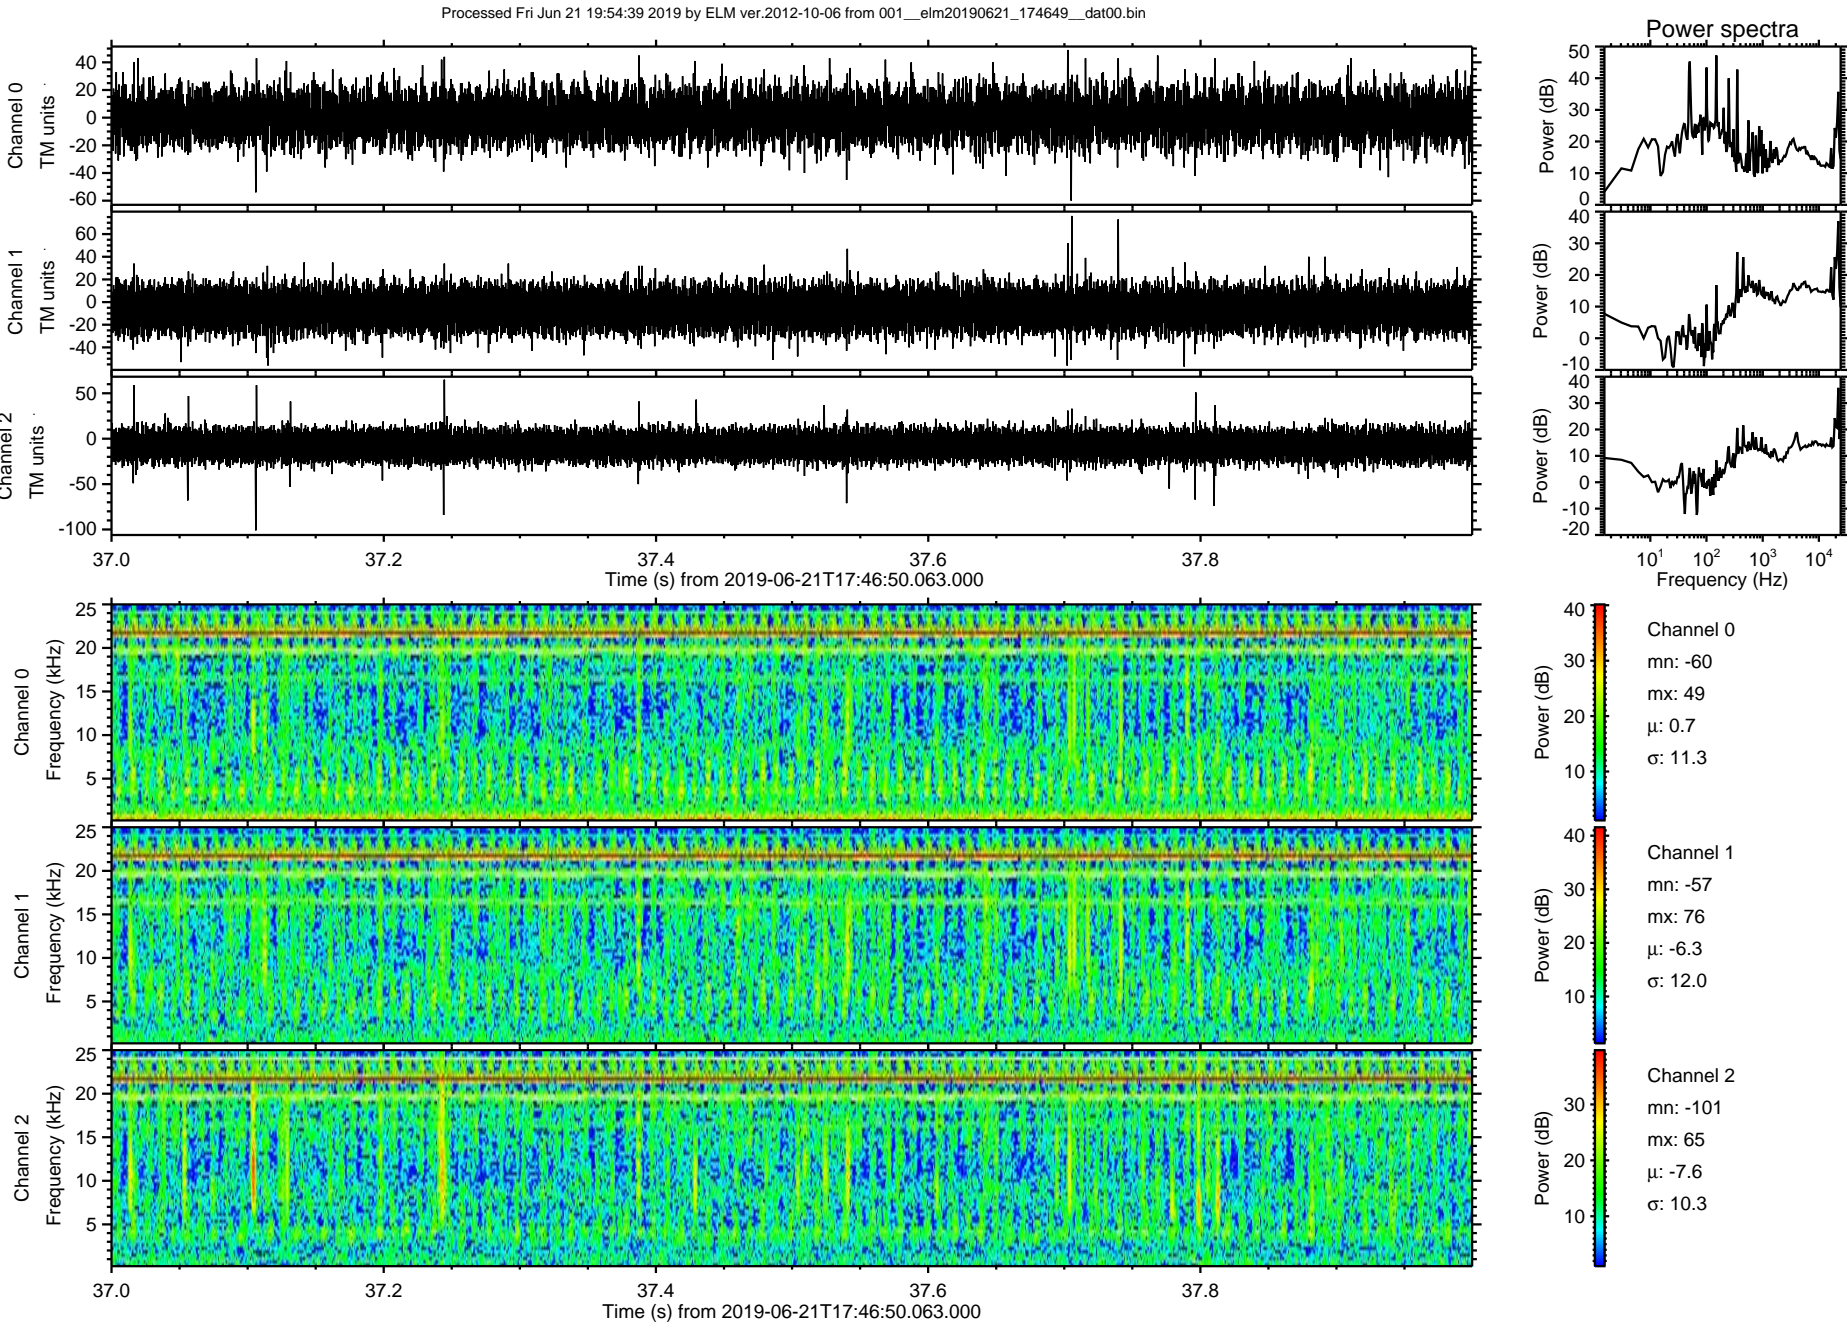 Processed Fri Jun 21 19:54:39 2019 by ELM ver.2012-10-06 from 001__elm20190621_174649__dat00.bin
Power spectra
Channel 0
TM units
40
20
0
-20
-40
-60
Power (dB)
50
40
30
20
10
0
Channel 1
TM units
60
40
20
0
-20
-40
Power (dB)
40
30
20
10
0
-10
Channel 2
TM units
50
0
-50
-100
Power (dB)
40
30
20
10
0
-10
-20
37.0 37.2 37.4 37.6 37.8
Time (s) from 2019-06-21T17:46:50.063.000
10¹ 10² 10³ 10⁴
Frequency (Hz)
Channel 0
Frequency (kHz)
25
20
15
10
5
Power (dB)
40
30
20
10
Channel 0
mn: -60
mx: 49
μ: 0.7
σ: 11.3
Channel 1
Frequency (kHz)
25
20
15
10
5
Power (dB)
40
30
20
10
Channel 1
mn: -57
mx: 76
μ: -6.3
σ: 12.0
Channel 2
Frequency (kHz)
25
20
15
10
5
Power (dB)
30
20
10
Channel 2
mn: -101
mx: 65
μ: -7.6
σ: 10.3
37.0 37.2 37.4 37.6 37.8
Time (s) from 2019-06-21T17:46:50.063.000